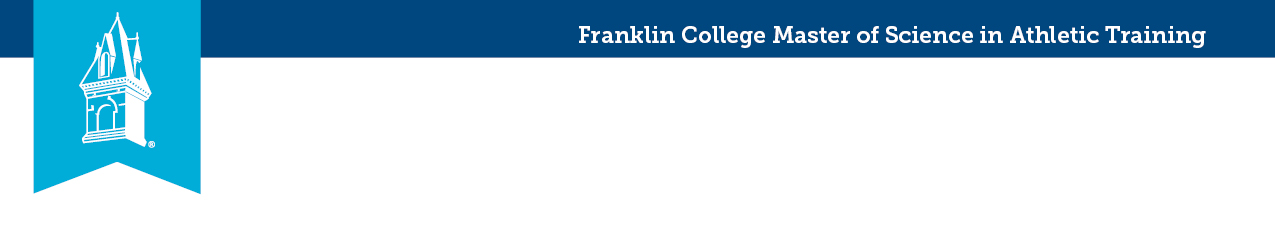 Franklin College Master of Science in Athletic Training
®